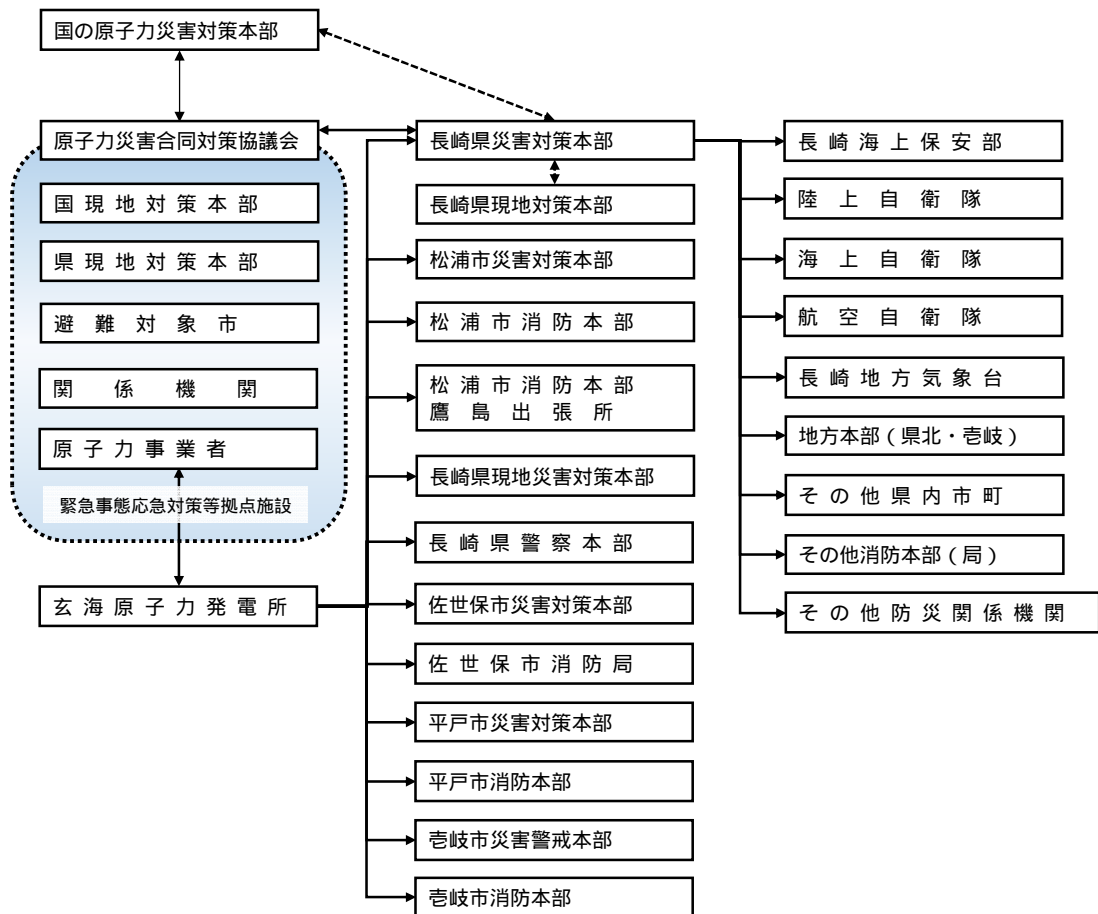 国の原子力災害対策本部
原子力災害合同対策協議会
国現地対策本部
県現地対策本部
避難対象市
関係機関
原子力事業者
緊急事態応急対策等拠点施設
玄海原子力発電所
長崎県災害対策本部
長崎県現地対策本部
松浦市災害対策本部
松浦市消防本部
松浦市消防本部
鷹島出張所
長崎県現地災害対策本部
長崎県警察本部
佐世保市災害対策本部
佐世保市消防局
平戸市災害対策本部
平戸市消防本部
壱岐市災害警戒本部
壱岐市消防本部
長崎海上保安部
陸上自衛隊
海上自衛隊
航空自衛隊
長崎地方気象台
地方本部（県北・壱岐）
その他県内市町
その他消防本部（局）
その他防災関係機関